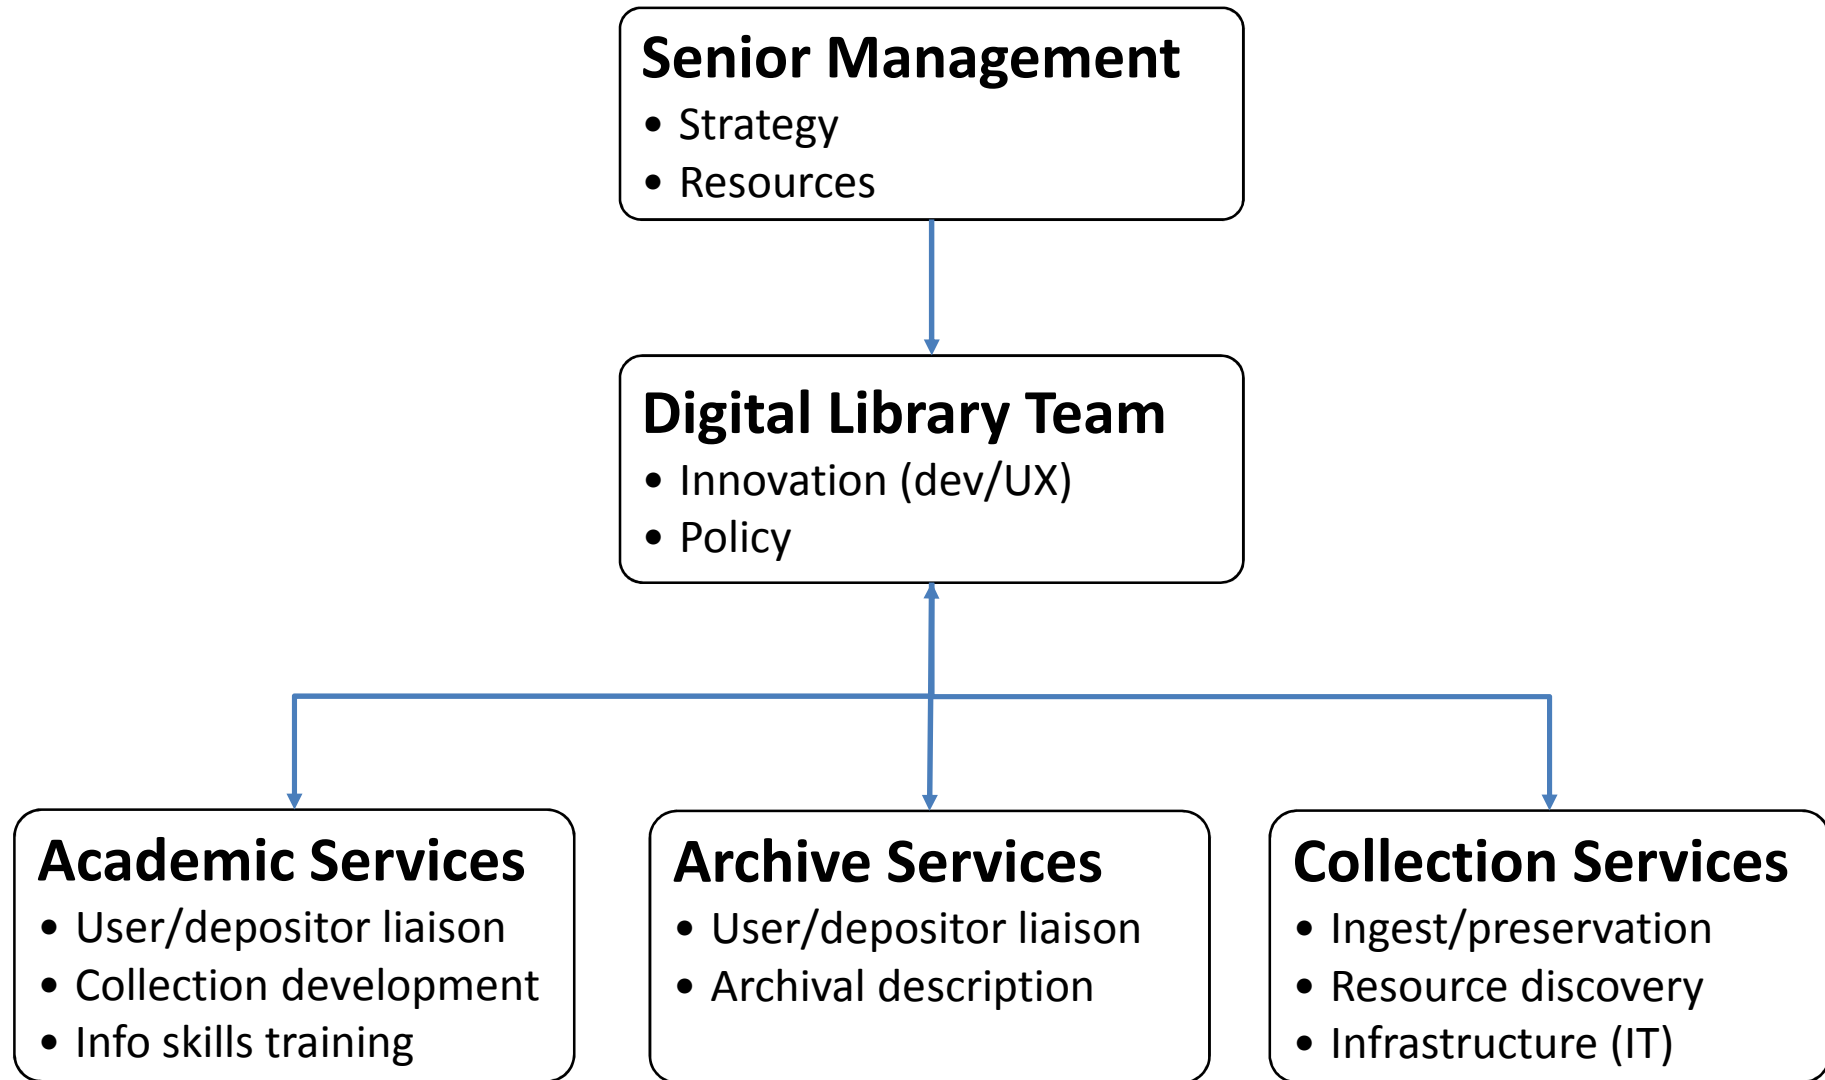 Senior Management
• Strategy
• Resources
Digital Library Team
• Innovation (dev/UX)
• Policy
Academic Services
• User/depositor liaison
• Collection development
• Info skills training
Archive Services
• User/depositor liaison
• Archival description
Collection Services
• Ingest/preservation
• Resource discovery
• Infrastructure (IT)